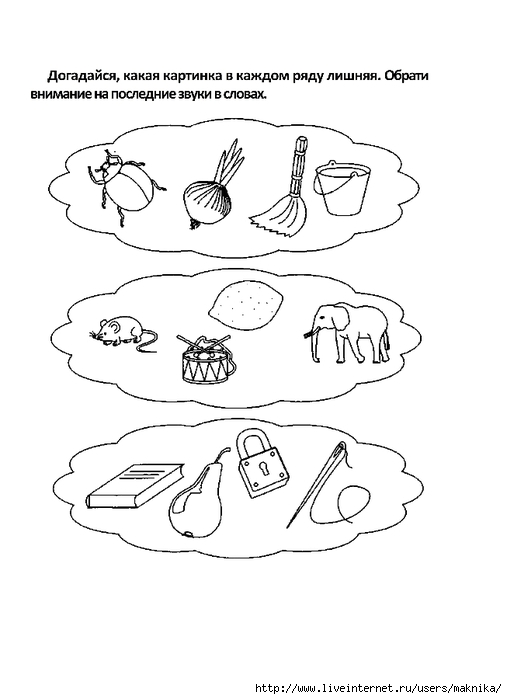 Догадайся, какая картинка в каждом ряду лишняя. Обрати
внимание на последние звуки в словах.
http://www.liveinternet.ru/users/maknika/